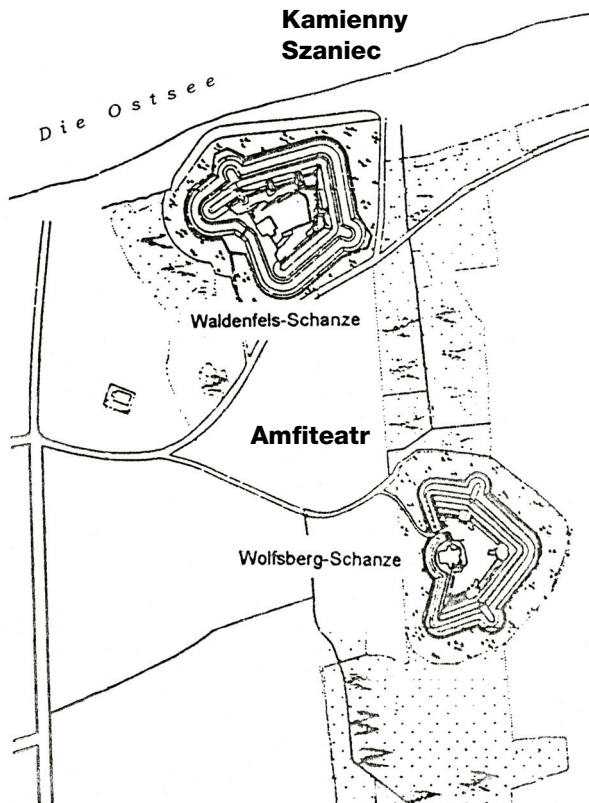 Kamienny
Szaniec
Die Ostsee
Waldenfels-Schanze
Amfiteatr
Wolfsberg-Schanze